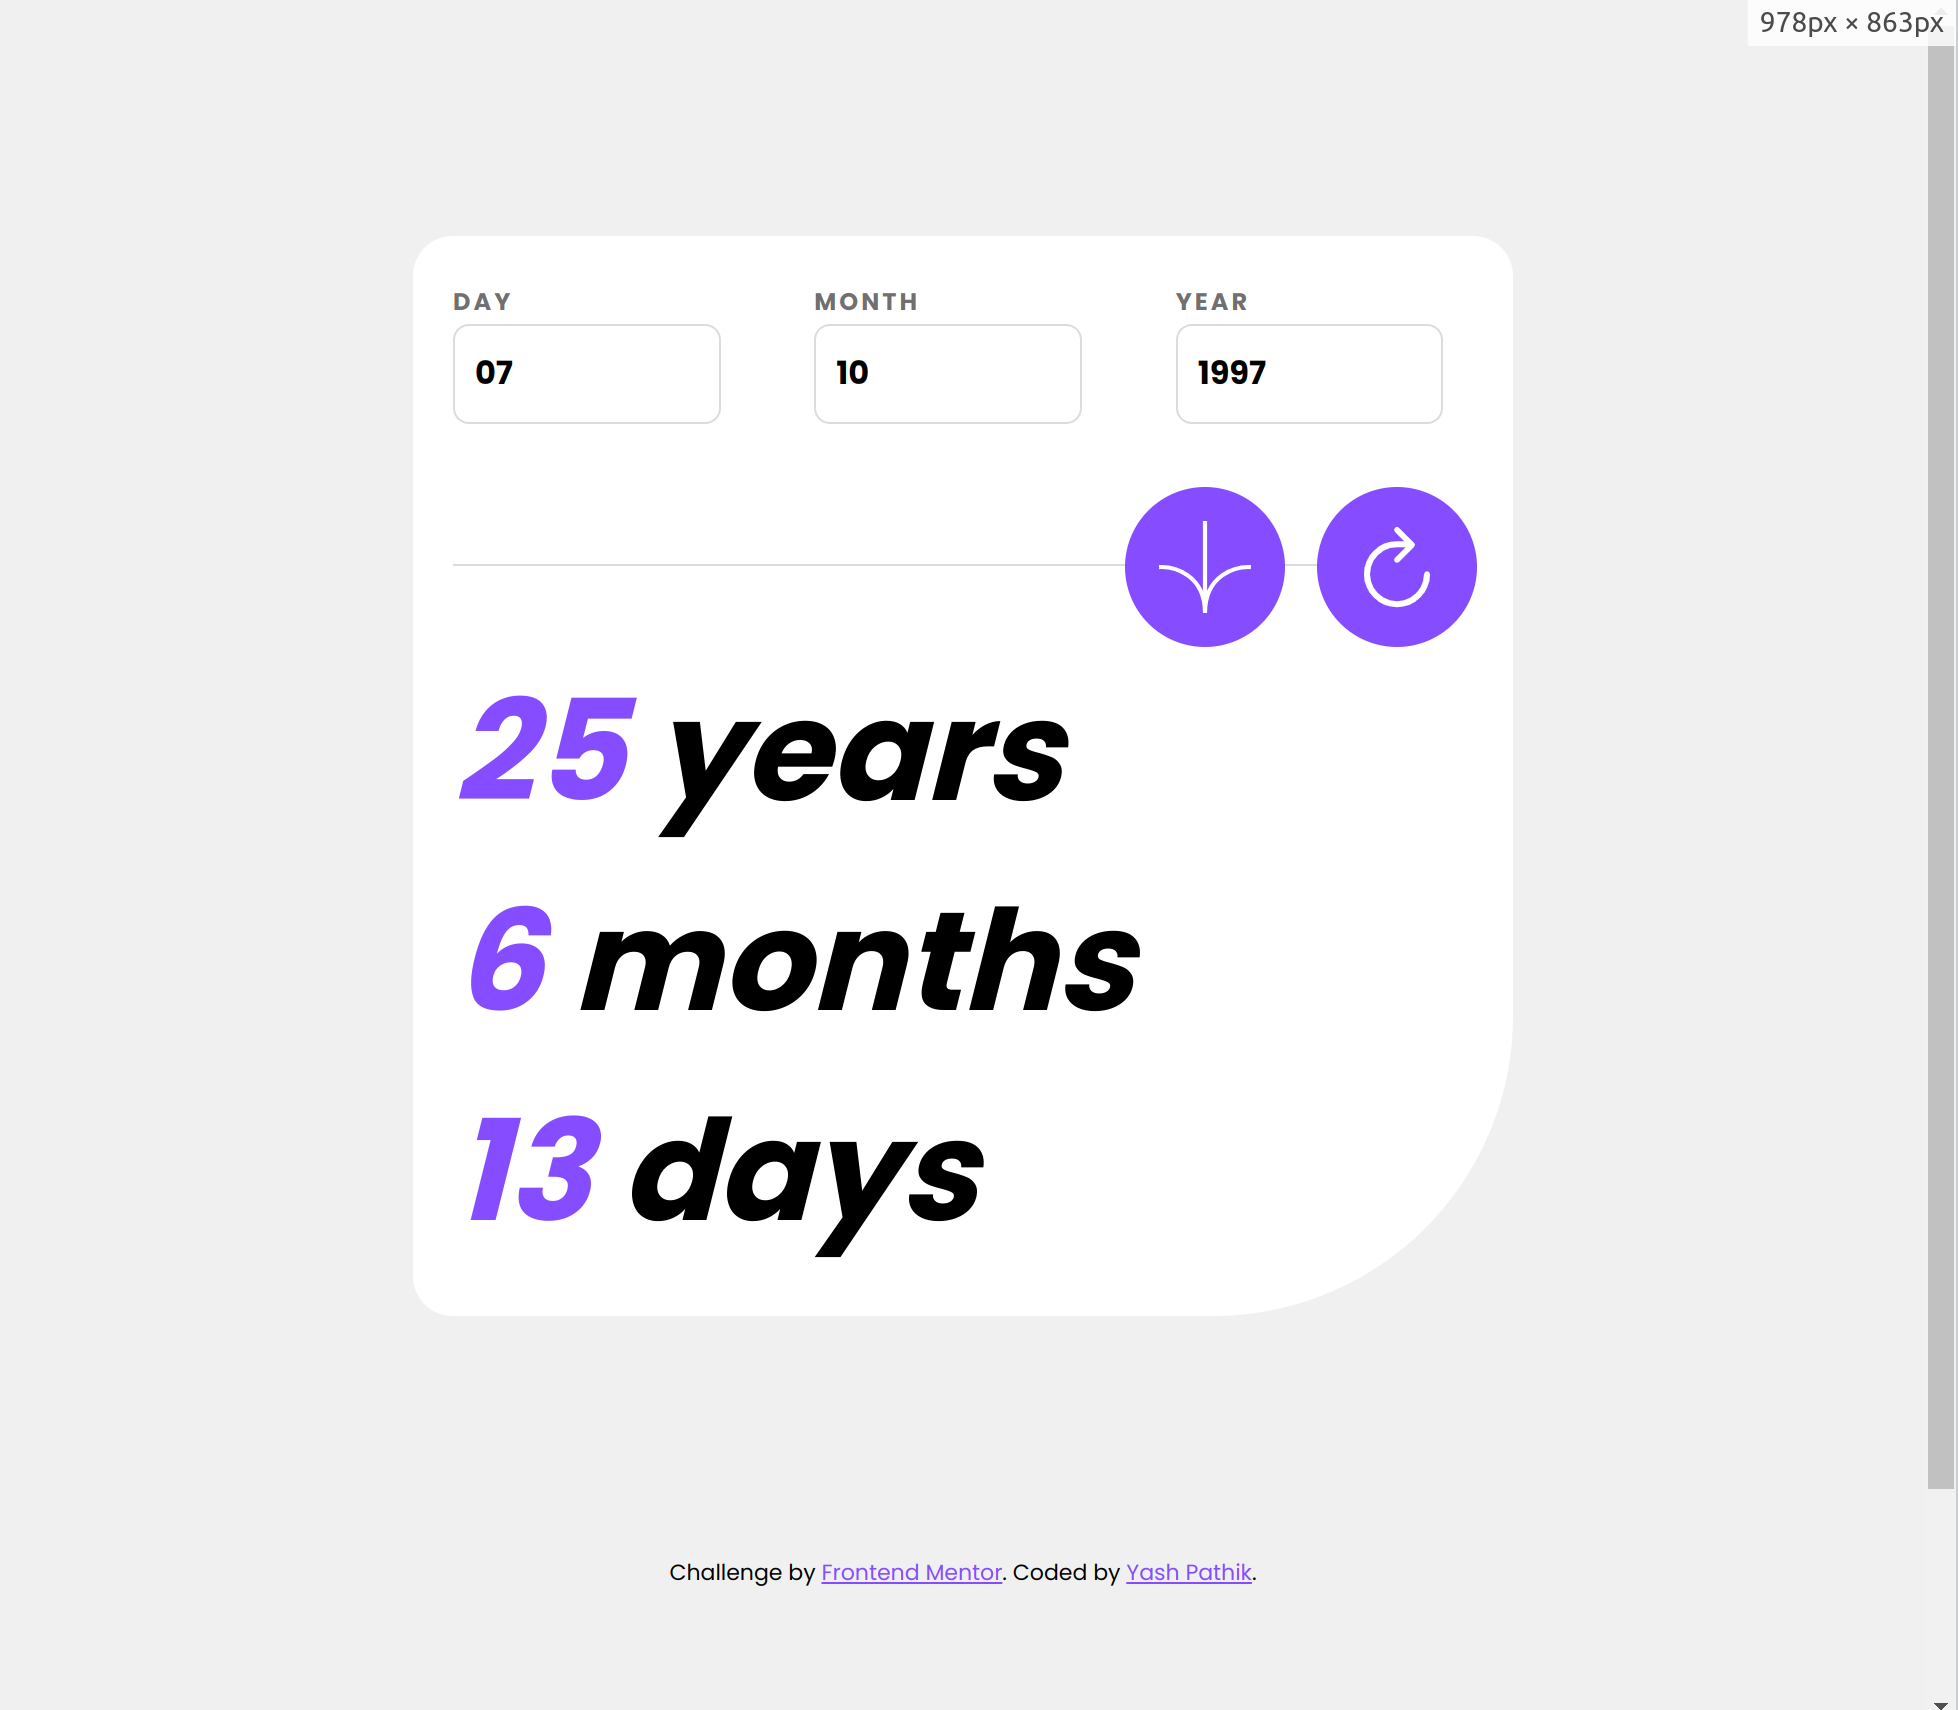 978px × 863px
DAY MONTH YEAR
07 10 1997
25 years
6 months
13 days
Challenge by Frontend Mentor. Coded by Yash Pathik.